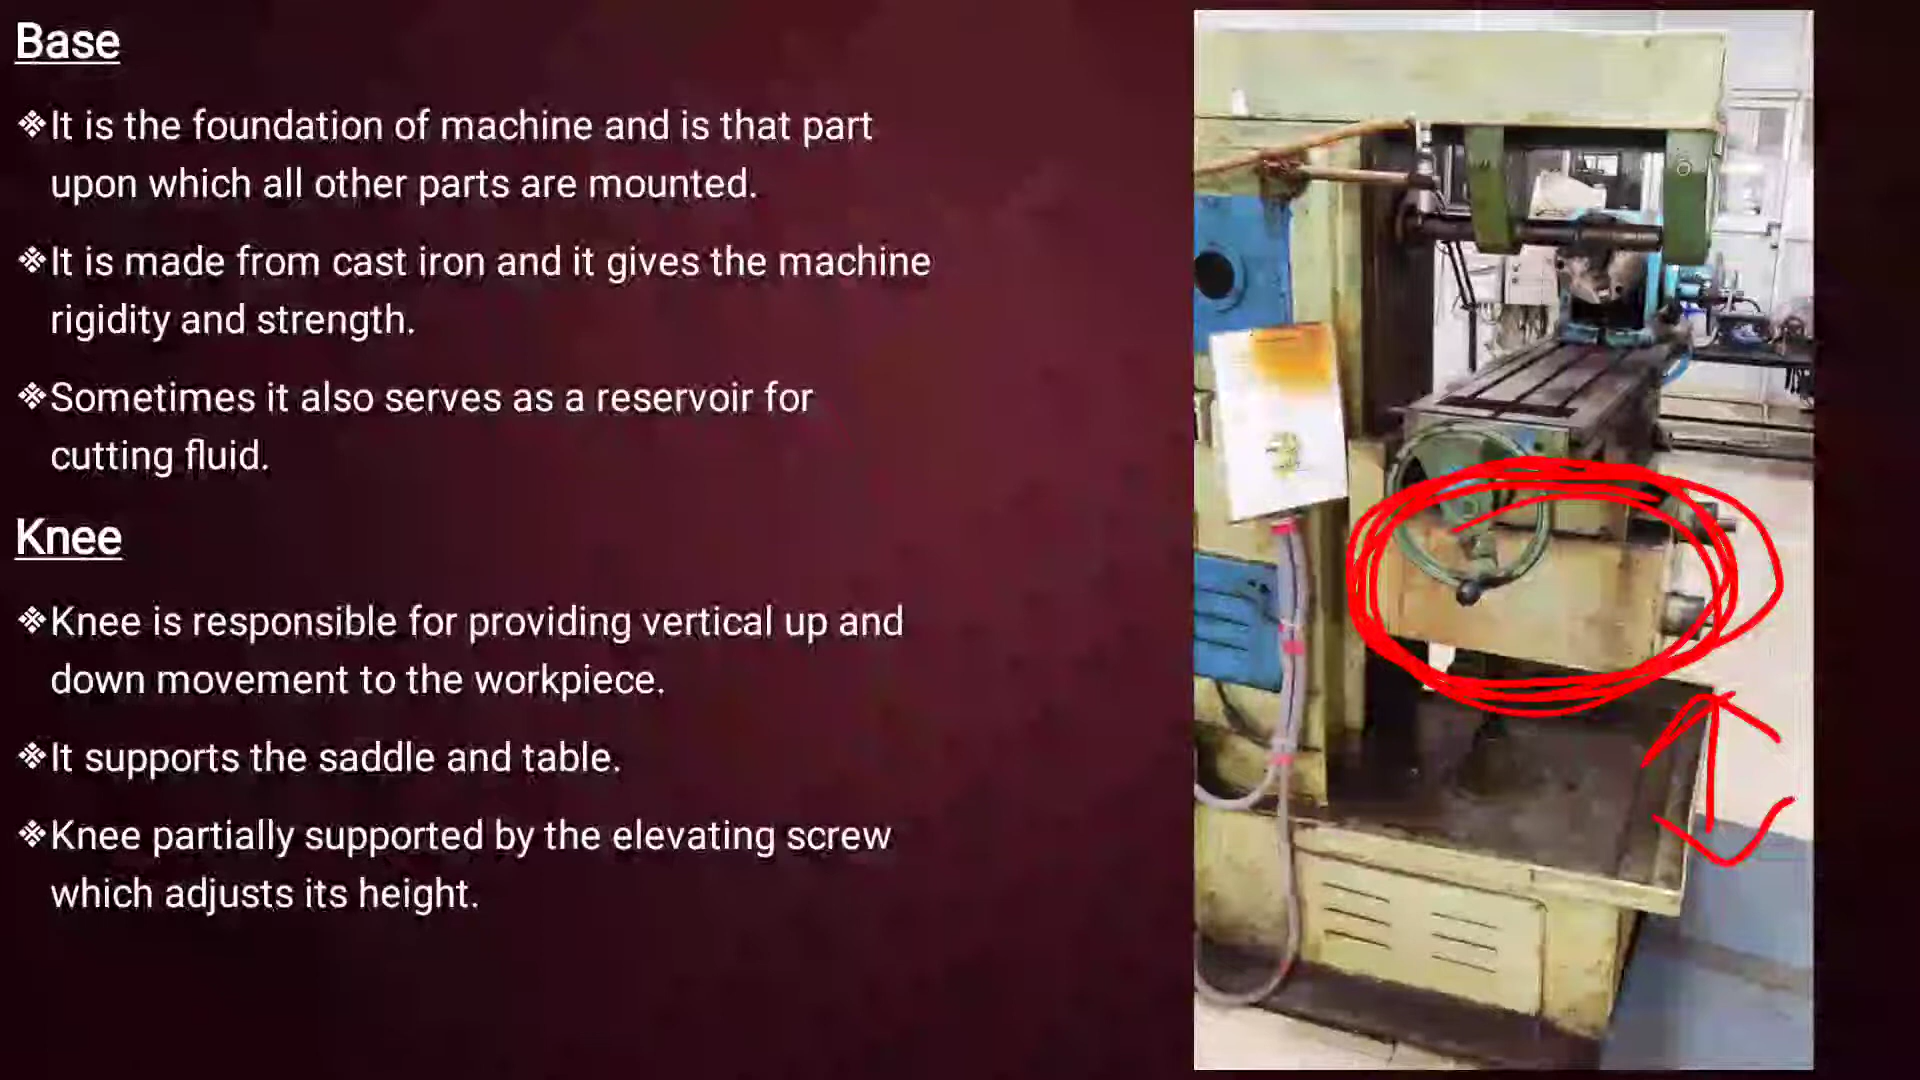 Base
❖It is the foundation of machine and is that part
upon which all other parts are mounted.
❖It is made from cast iron and it gives the machine
rigidity and strength.
❖Sometimes it also serves as a reservoir for
cutting fluid.
Knee
❖Knee is responsible for providing vertical up and
down movement to the workpiece.
❖It supports the saddle and table.
❖Knee partially supported by the elevating screw
which adjusts its height.